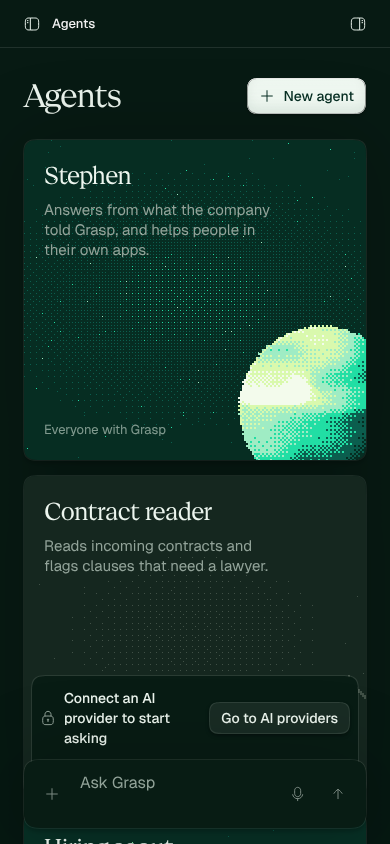 Agents
Agents
New agent
Stephen
Answers from what the company
told Grasp, and helps people in
their own apps.
Everyone with Grasp
Contract reader
Reads incoming contracts and
flags clauses that need a lawyer.
Connect an AI
provider to start
asking
Go to AI providers
Ask Grasp